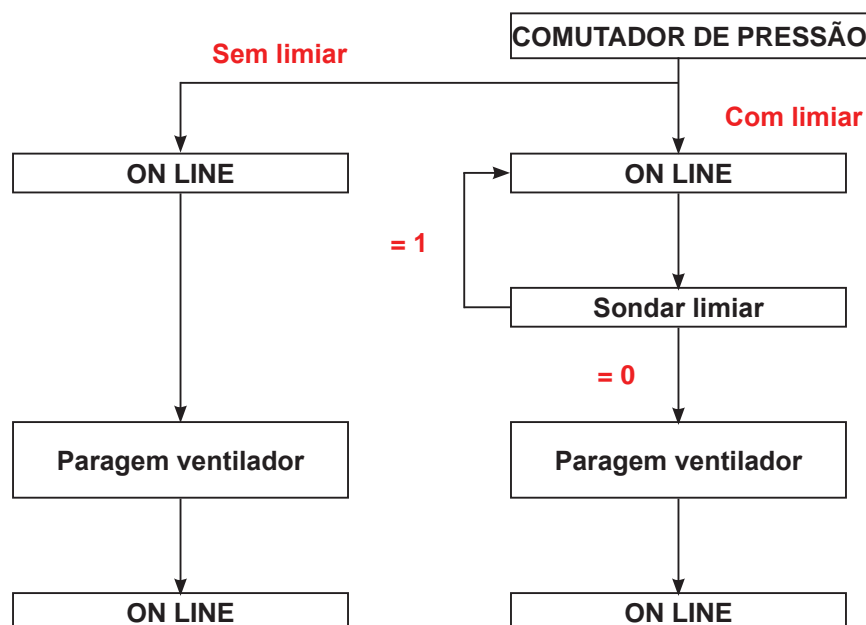 COMUTADOR DE PRESSÃO
Sem limiar
Com limiar
ON LINE
ON LINE
= 1
Sondar limiar
= 0
Paragem ventilador
Paragem ventilador
ON LINE
ON LINE